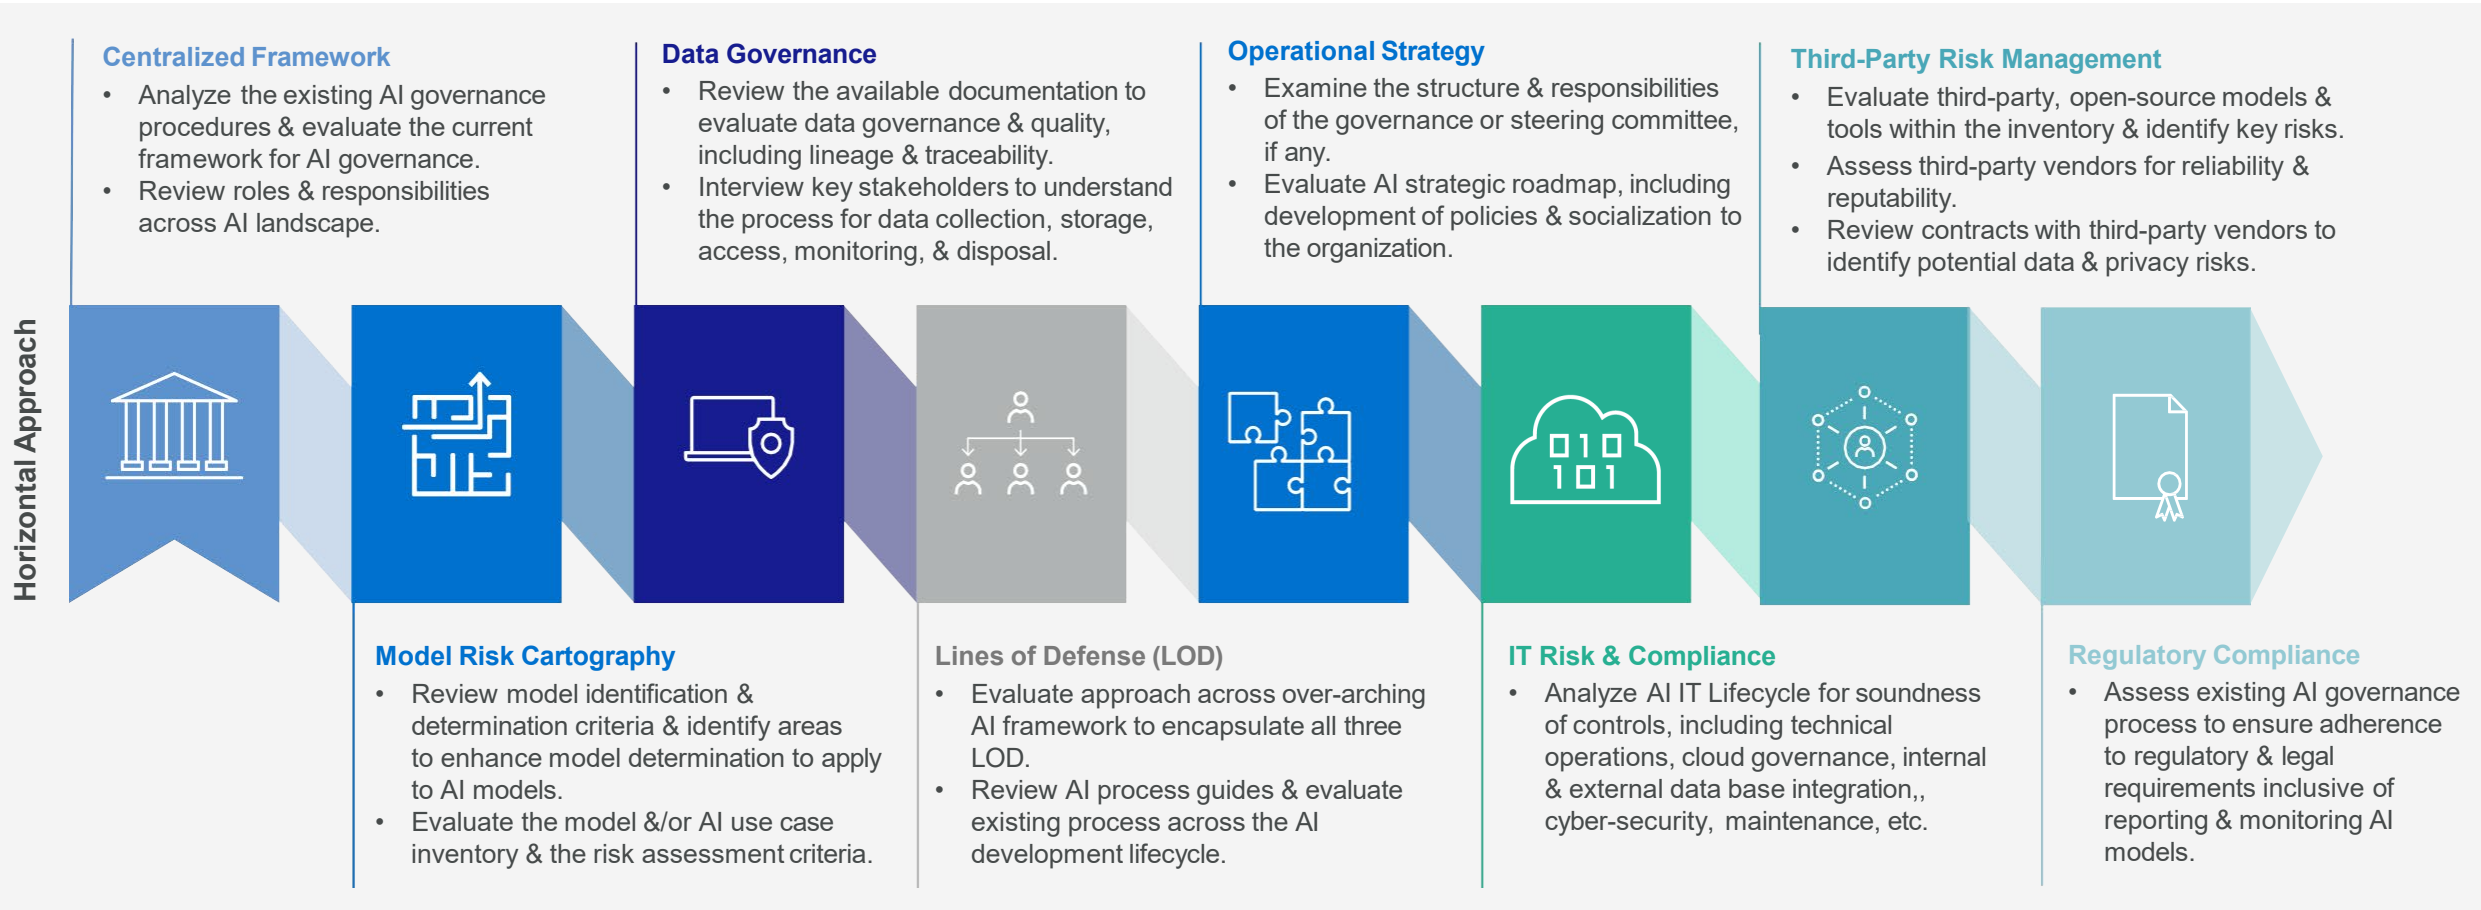 Horizontal Approach
Centralized Framework
• Analyze the existing AI governance
procedures & evaluate the current
framework for AI governance.
• Review roles & responsibilities
across AI landscape.
Data Governance
• Review the available documentation to
evaluate data governance & quality,
including lineage & traceability.
• Interview key stakeholders to understand
the process for data collection, storage,
access, monitoring, & disposal.
Operational Strategy
• Examine the structure & responsibilities
of the governance or steering committee,
if any.
• Evaluate AI strategic roadmap, including
development of policies & socialization to
the organization.
Third-Party Risk Management
• Evaluate third-party, open-source models &
tools within the inventory & identify key risks.
• Assess third-party vendors for reliability &
reputability.
• Review contracts with third-party vendors to
identify potential data & privacy risks.
010
101
Model Risk Cartography
• Review model identification &
determination criteria & identify areas
to enhance model determination to apply
to AI models.
• Evaluate the model &/or AI use case
inventory & the risk assessment criteria.
Lines of Defense (LOD)
• Evaluate approach across over-arching
AI framework to encapsulate all three
LOD.
• Review AI process guides & evaluate
existing process across the AI
development lifecycle.
IT Risk & Compliance
• Analyze AI IT Lifecycle for soundness
of controls, including technical
operations, cloud governance, internal
& external data base integration,,
cyber-security, maintenance, etc.
Regulatory Compliance
• Assess existing AI governance
process to ensure adherence
to regulatory & legal
requirements inclusive of
reporting & monitoring AI
models.